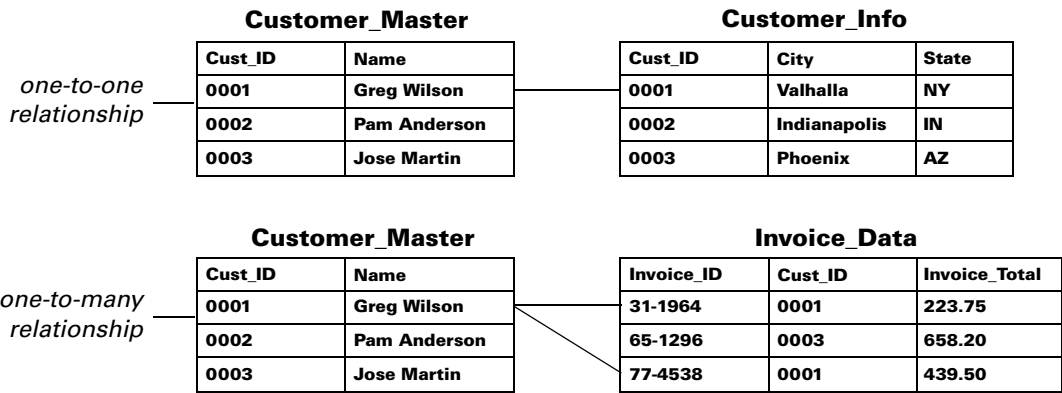 Customer_Master Customer_Info
Cust_ID Name Cust_ID City State
one-to-one relationship
0001 Greg Wilson 0001 Valhalla NY
0002 Pam Anderson 0002 Indianapolis IN
0003 Jose Martin 0003 Phoenix AZ
Customer_Master Invoice_Data
Cust_ID Name Invoice_ID Cust_ID Invoice_Total
one-to-many relationship
0001 Greg Wilson 31-1964 0001 223.75
0002 Pam Anderson 65-1296 0003 658.20
0003 Jose Martin 77-4538 0001 439.50